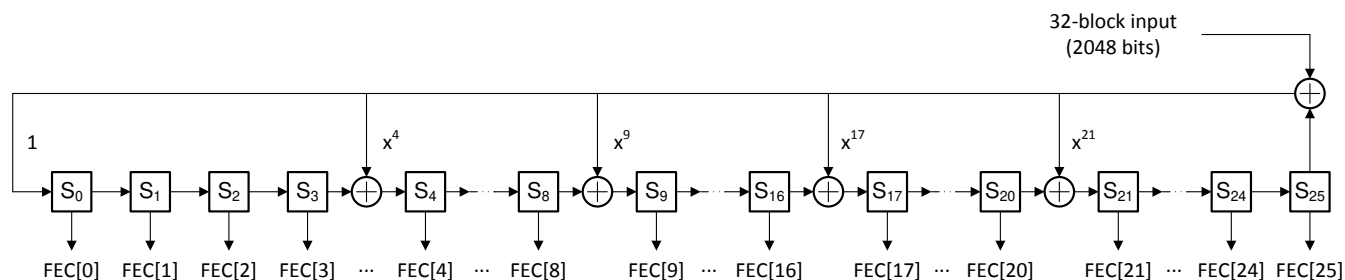 32-block input
(2048 bits)
1 x⁴ x⁹ x¹⁷ x²¹
S₀ S₁ S₂ S₃ S₄ ... S₈ S₉ ... S₁₆ S₁₇ ... S₂₀ S₂₁ ... S₂₄ S₂₅
FEC[0] FEC[1] FEC[2] FEC[3] ... FEC[4] ... FEC[8] FEC[9] ... FEC[16] FEC[17] ... FEC[20] FEC[21] ... FEC[24] FEC[25]